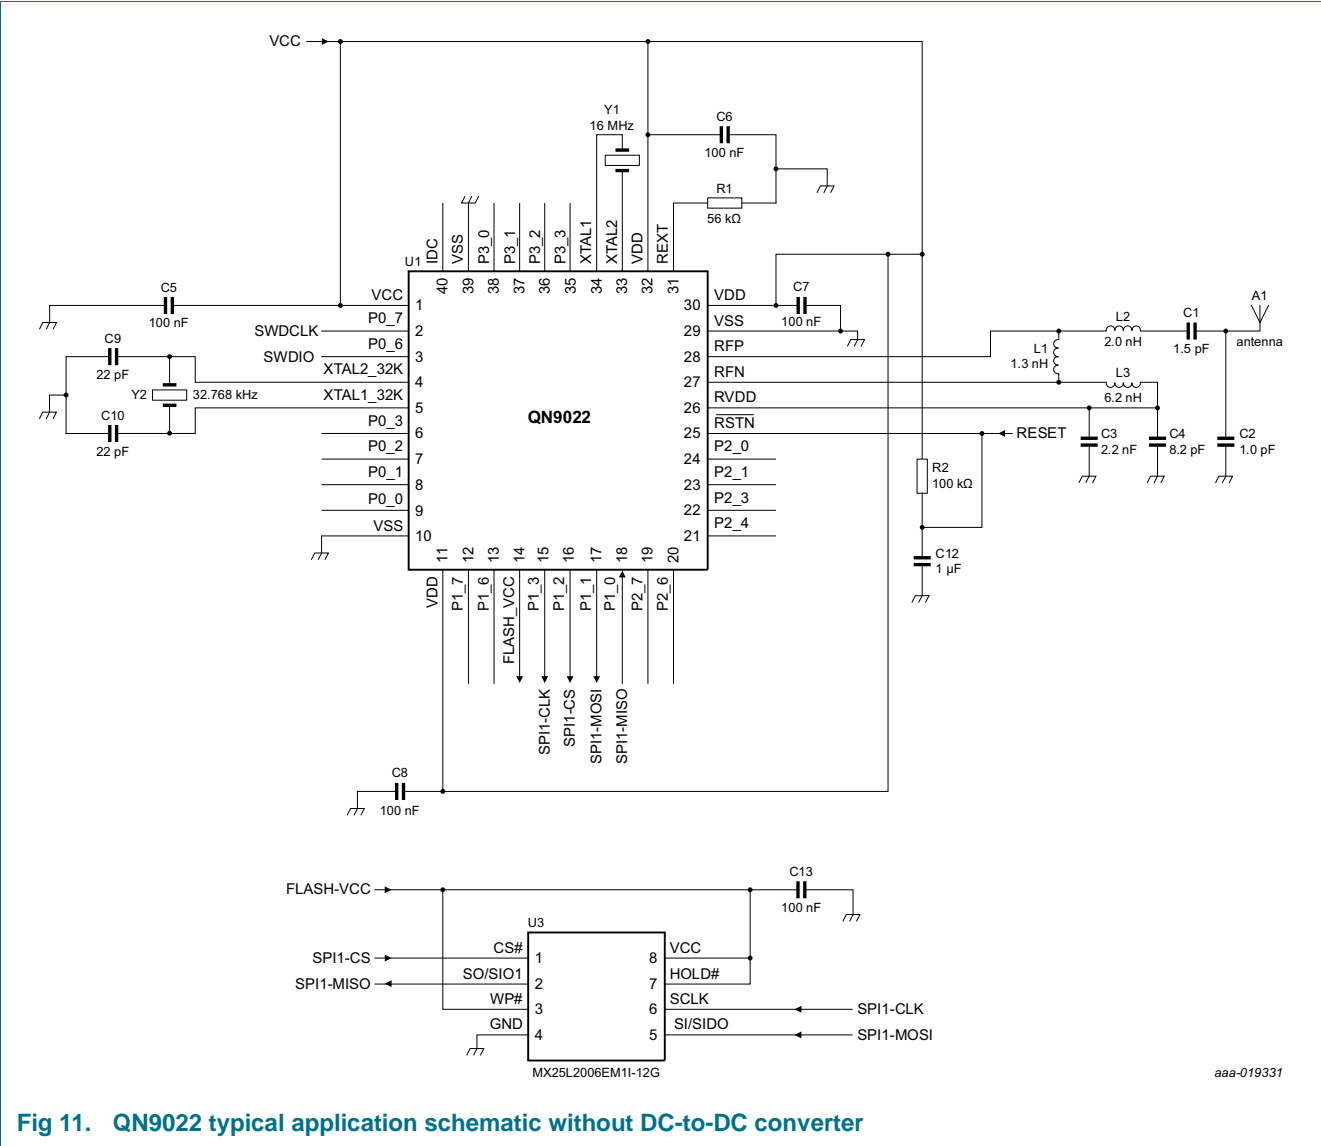 VCC
Y1
16 MHz
C6
100 nF
R1
56 kΩ
IDC
VSS
P3_0
P3_1
P3_2
P3_3
XTAL1
XTAL2
VDD
REXT
U1
40
39
38
37
36
35
34
33
32
31
C5
100 nF
VCC
1
P0_7
SWDCLK
2
P0_6
SWDIO
3
C9
22 pF
XTAL2_32K
4
Y2
32.768 kHz
XTAL1_32K
5
C10
22 pF
P0_3
6
P0_2
7
P0_1
8
P0_0
9
VSS
10
QN9022
30
VDD
C7
100 nF
29
VSS
28
RFP
27
RFN
26
RVDD
25
RSTN
24
P2_0
23
P2_1
22
P2_3
21
P2_4
L1
1.3 nH
L2
2.0 nH
C1
1.5 pF
A1
antenna
L3
6.2 nH
RESET
C3
2.2 nF
C4
8.2 pF
C2
1.0 pF
R2
100 kΩ
C12
1 µF
11
12
13
14
15
16
17
18
19
20
VDD
P1_7
P1_6
FLASH_VCC
P1_3
P1_2
P1_1
P1_0
P2_7
P2_6
SPI1-CLK
SPI1-CS
SPI1-MOSI
SPI1-MISO
C8
100 nF
FLASH-VCC
C13
100 nF
U3
SPI1-CS
CS#
1
8
VCC
SPI1-MISO
SO/SIO1
2
7
HOLD#
WP#
3
6
SCLK
SPI1-CLK
GND
4
5
SI/SIDO
SPI1-MOSI
MX25L2006EM1I-12G
aaa-019331
Fig 11. QN9022 typical application schematic without DC-to-DC converter